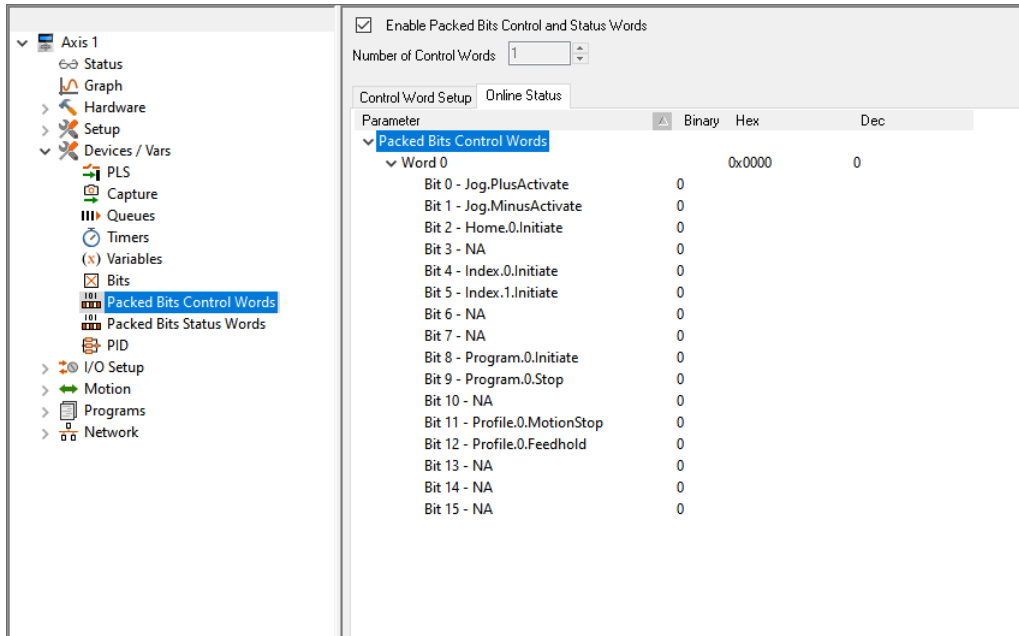 Axis 1
Status
Graph
Hardware
Setup
Devices / Vars
PLS
Capture
Queues
Timers
(x) Variables
Bits
101 Packed Bits Control Words
101 Packed Bits Status Words
PID
I/O Setup
Motion
Programs
Network
Enable Packed Bits Control and Status Words
Number of Control Words 1
Control Word Setup Online Status
Parameter Binary Hex Dec
Packed Bits Control Words
Word 0 0x0000 0
Bit 0 - Jog.PlusActivate 0
Bit 1 - Jog.MinusActivate 0
Bit 2 - Home.0.Initiate 0
Bit 3 - NA 0
Bit 4 - Index.0.Initiate 0
Bit 5 - Index.1.Initiate 0
Bit 6 - NA 0
Bit 7 - NA 0
Bit 8 - Program.0.Initiate 0
Bit 9 - Program.0.Stop 0
Bit 10 - NA 0
Bit 11 - Profile.0.MotionStop 0
Bit 12 - Profile.0.Feedhold 0
Bit 13 - NA 0
Bit 14 - NA 0
Bit 15 - NA 0